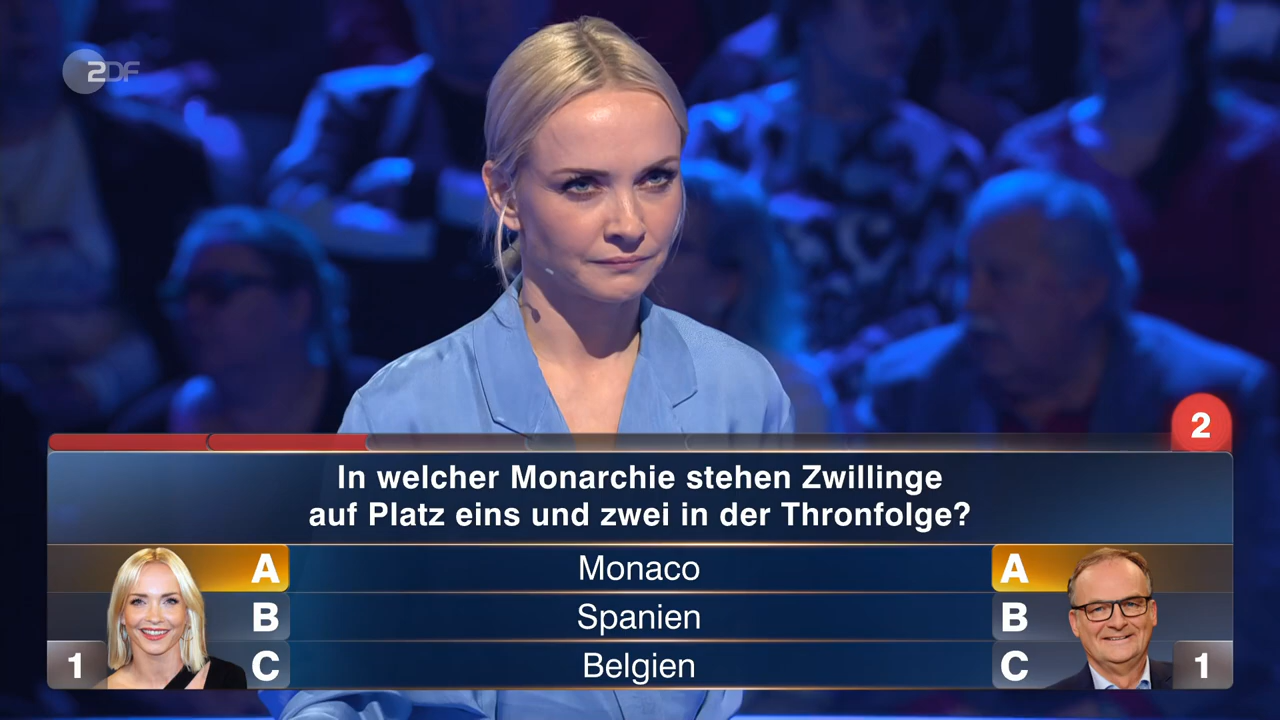 ZDF
2
In welcher Monarchie stehen Zwillinge
auf Platz eins und zwei in der Thronfolge?
A Monaco A
B Spanien B
1 C Belgien C 1